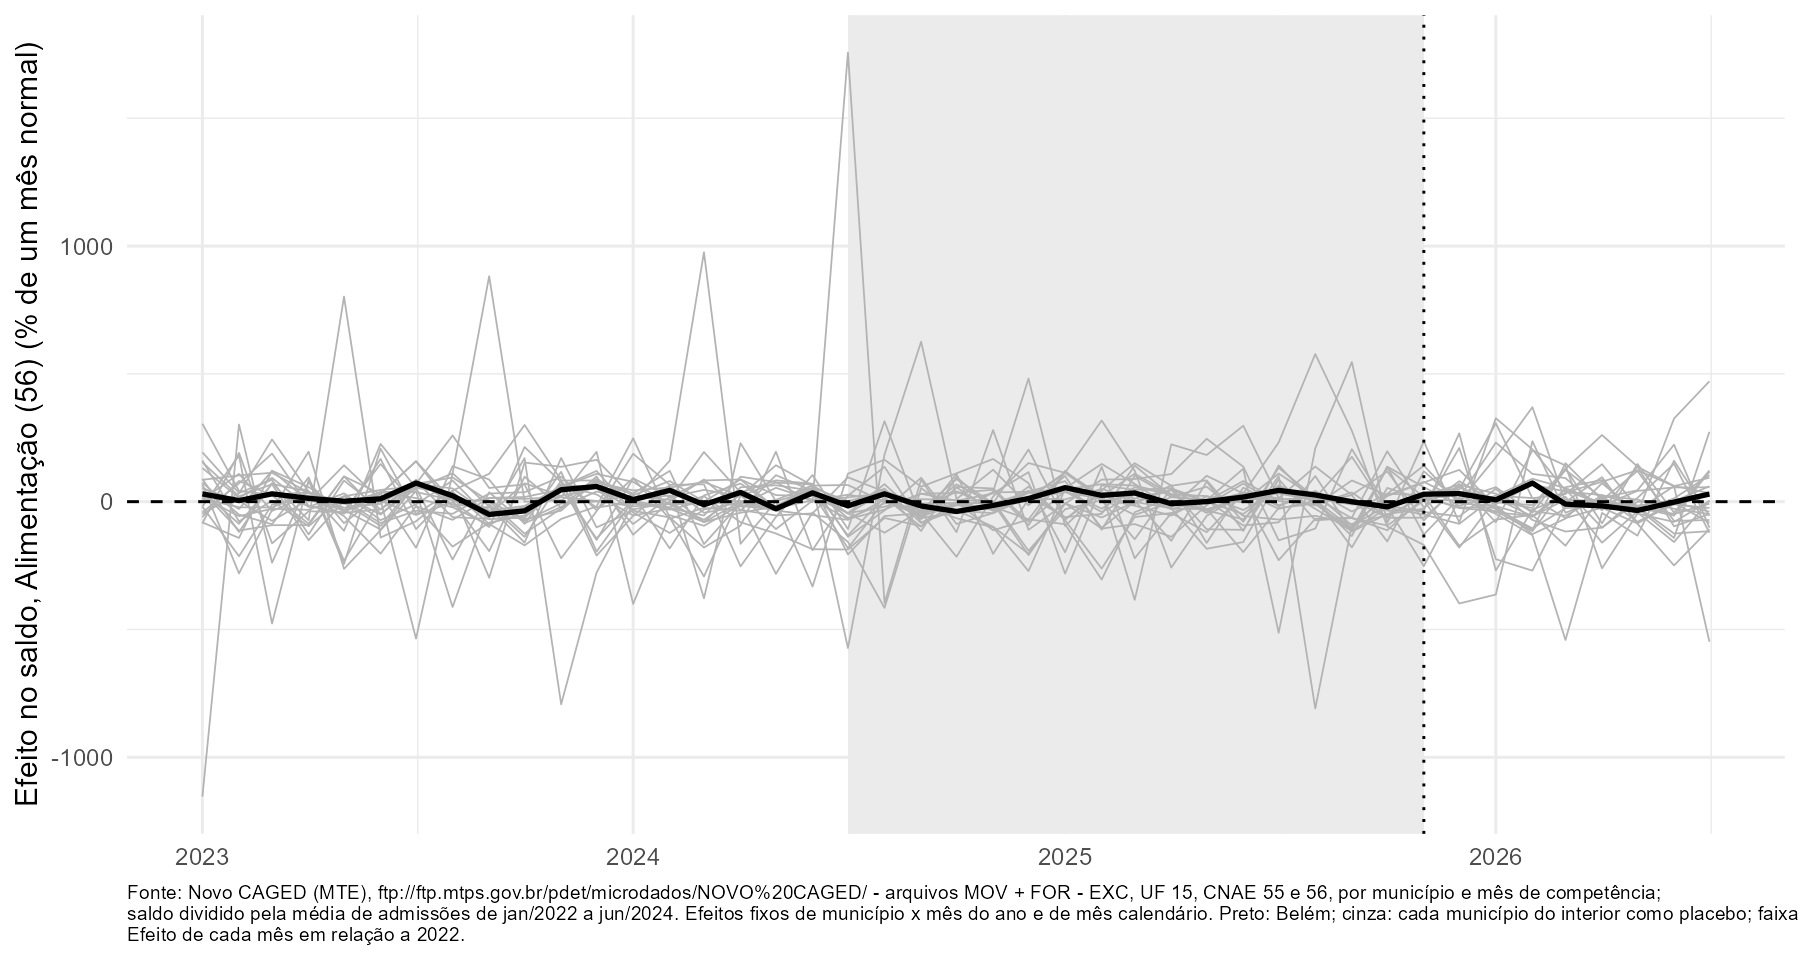 Efeito no saldo, Alimentação (56) (% de um mês normal)
1000
0
-1000
2023
2024
2025
2026
Fonte: Novo CAGED (MTE), ftp://ftp.mtps.gov.br/pdet/microdados/NOVO%20CAGED/ - arquivos MOV + FOR - EXC, UF 15, CNAE 55 e 56, por município e mês de competência;
saldo dividido pela média de admissões de jan/2022 a jun/2024. Efeitos fixos de município x mês do ano e de mês calendário. Preto: Belém; cinza: cada município do interior como placebo; faixa
Efeito de cada mês em relação a 2022.